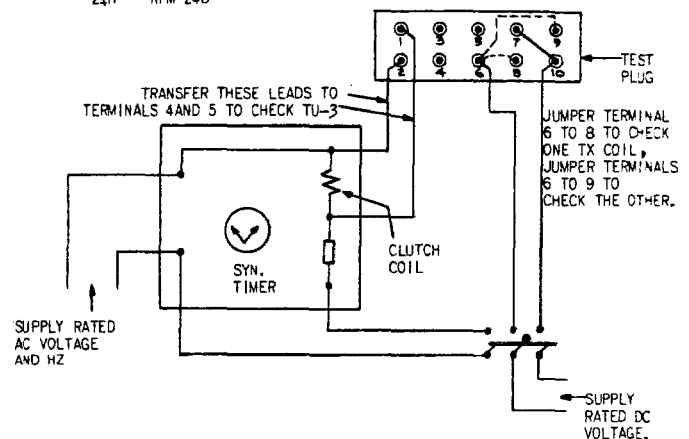 1 3 5 7 9
2 4 6 8 10
TEST
PLUG
TRANSFER THESE LEADS TO
TERMINALS 4 AND 5 TO CHECK TU-3
JUMPER TERMINAL
6 TO 8 TO CHECK
ONE TX COIL,
JUMPER TERMINALS
6 TO 9 TO
CHECK THE OTHER.
SYN.
TIMER
CLUTCH
COIL
SUPPLY RATED
AC VOLTAGE
AND HZ
SUPPLY
RATED DC
VOLTAGE.